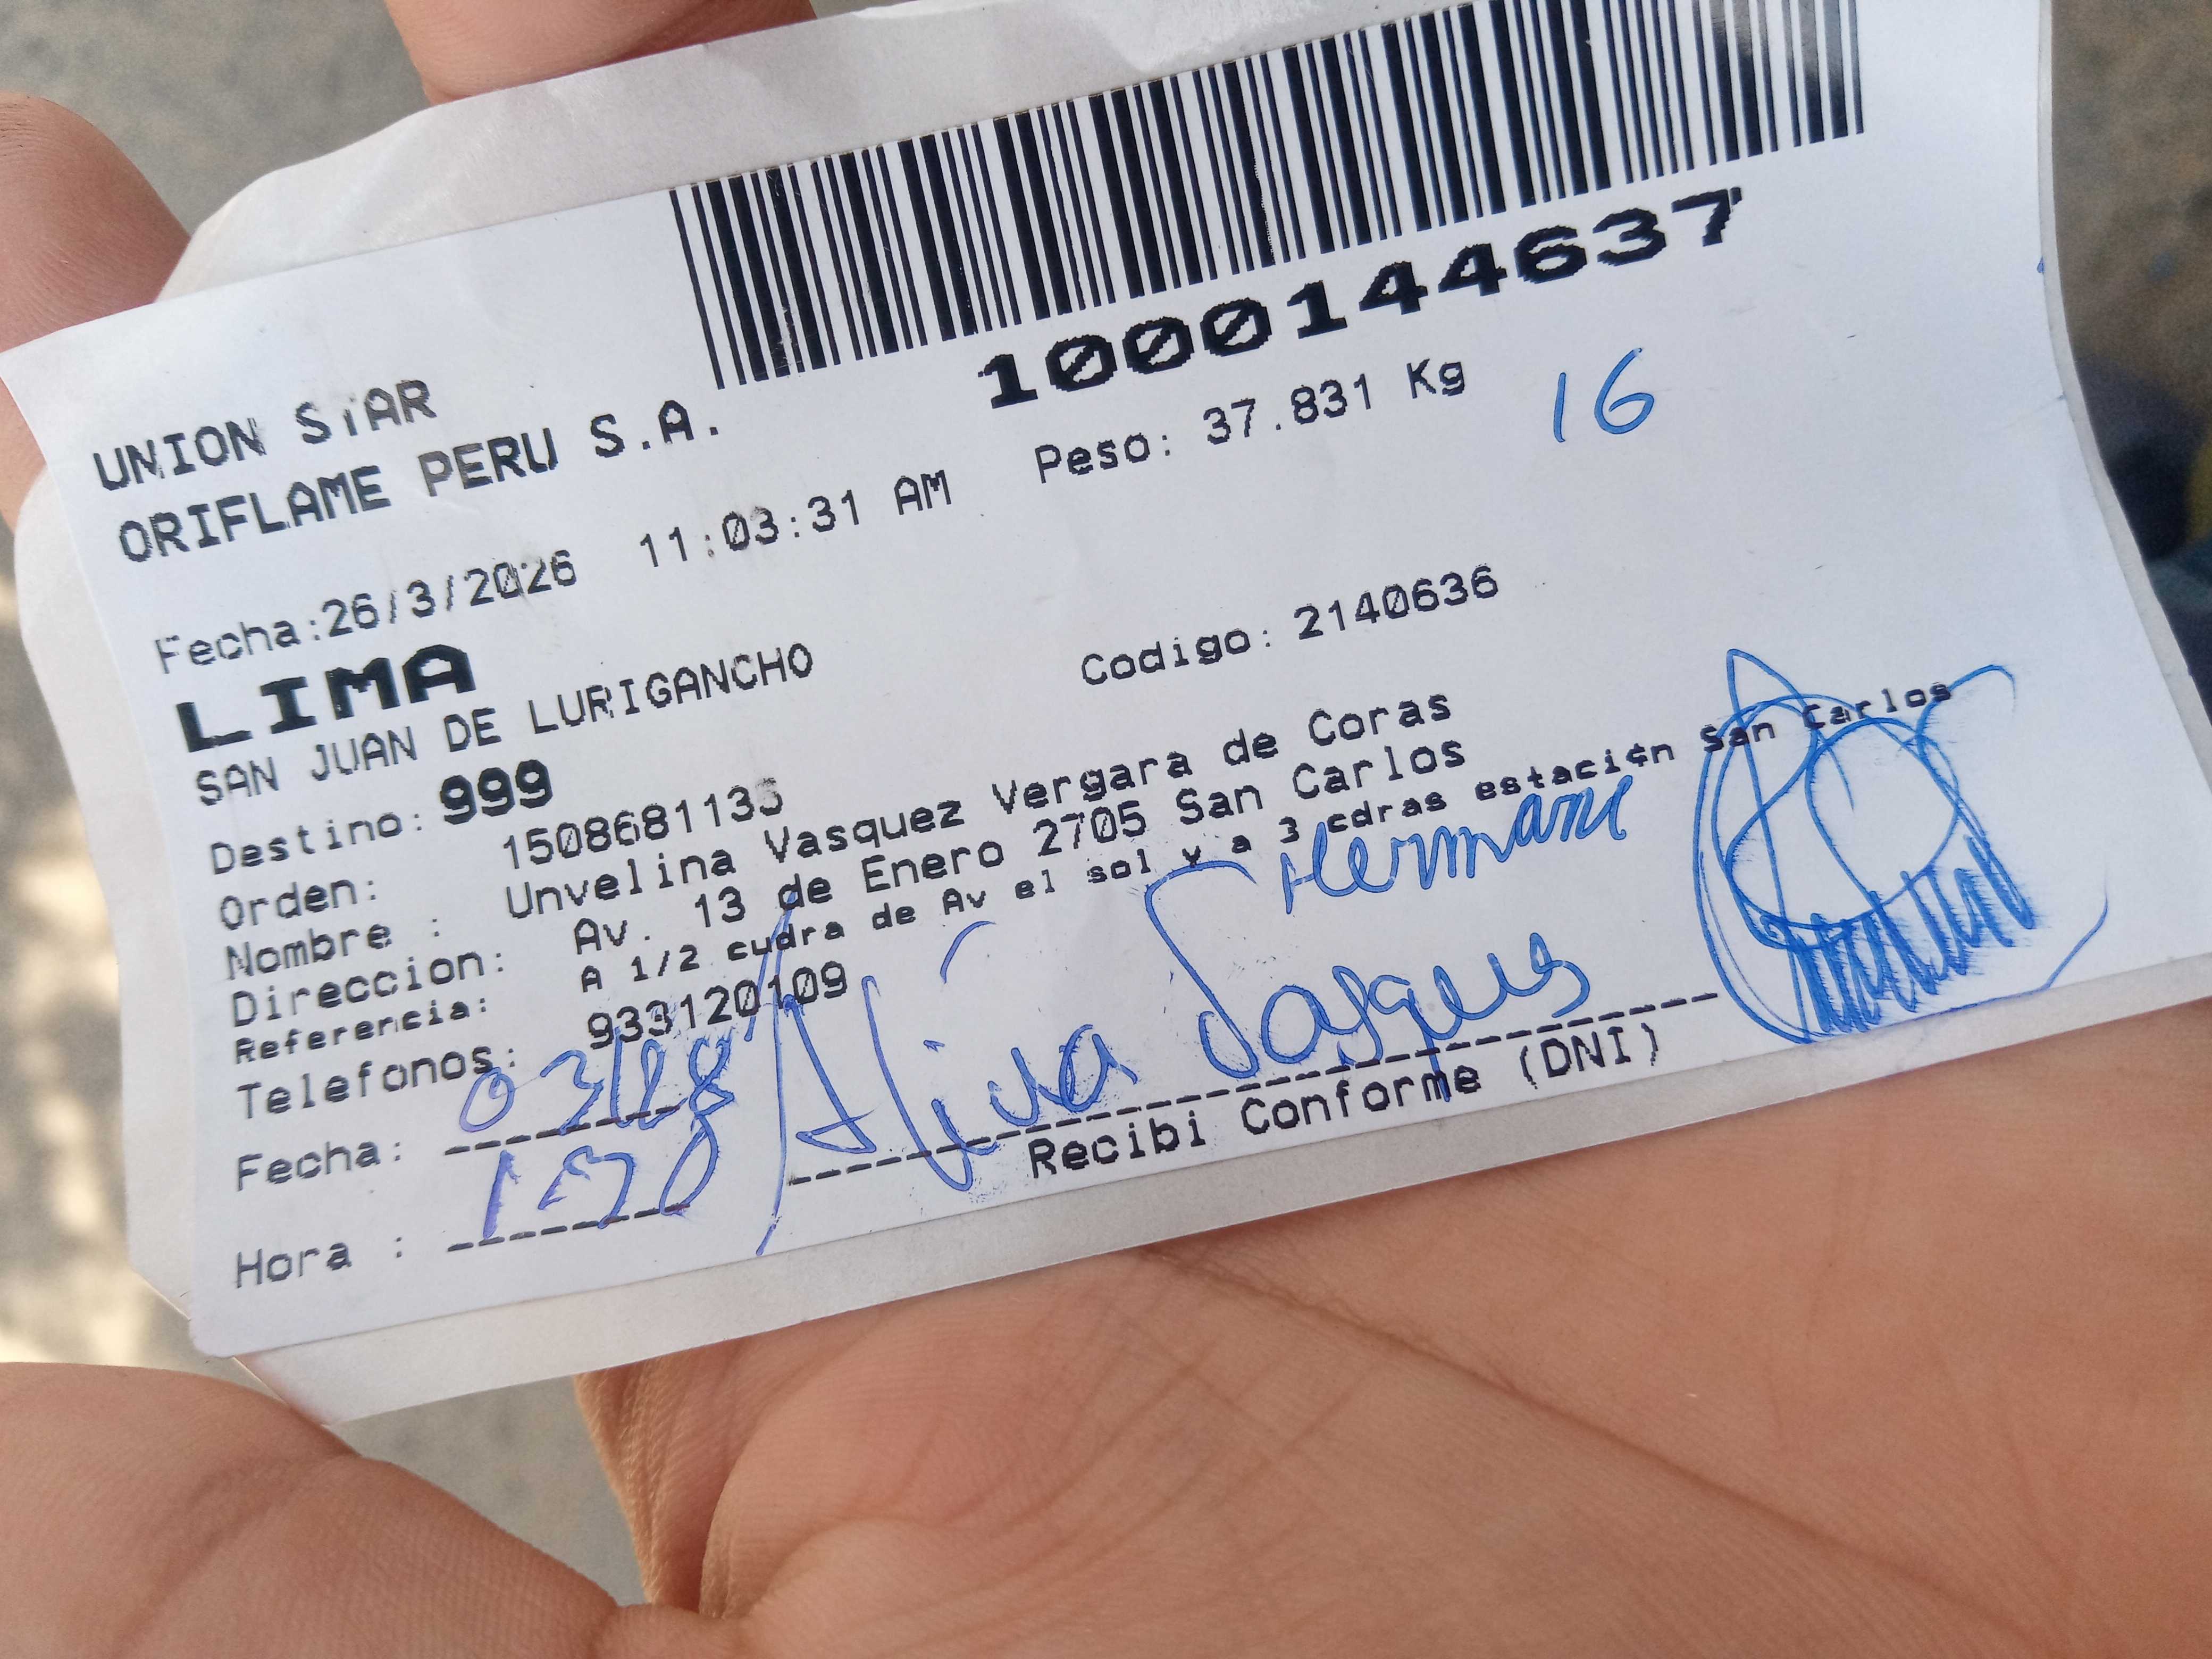 1000144637
UNION STAR
ORIFLAME PERU S.A.
Fecha:26/3/2026 11:03:31 AM Peso: 37.831 Kg 16
LIMA
SAN JUAN DE LURIGANCHO Codigo: 2140636
Destino: 999
Orden:
Nombre : Unvelina Vasquez Vergara de Coras
Direccion: Av. 13 de Enero 2705 San Carlos
Referencia: A 1/2 cudra de Av el sol y a 3 cdras estación San Carlos
Telefonos: 933120109
Fecha:
Hora :
Recibi Conforme (DNI)